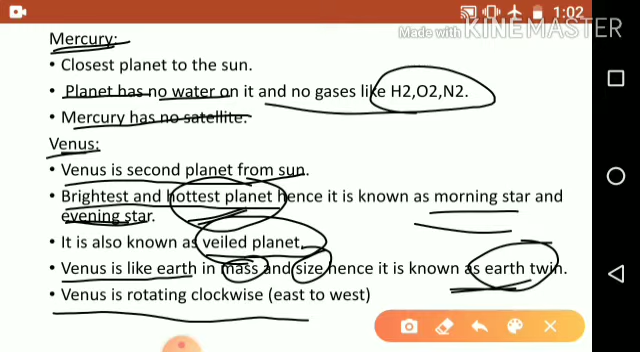 1:02
Made with KINEMASTER
Mercury:
• Closest planet to the sun.
• Planet has no water on it and no gases like H2,O2,N2.
• Mercury has no satellite.
Venus:
• Venus is second planet from sun.
• Brightest and hottest planet hence it is known as morning star and
evening star.
• It is also known as veiled planet.
• Venus is like earth in mass and size hence it is known as earth twin.
• Venus is rotating clockwise (east to west)